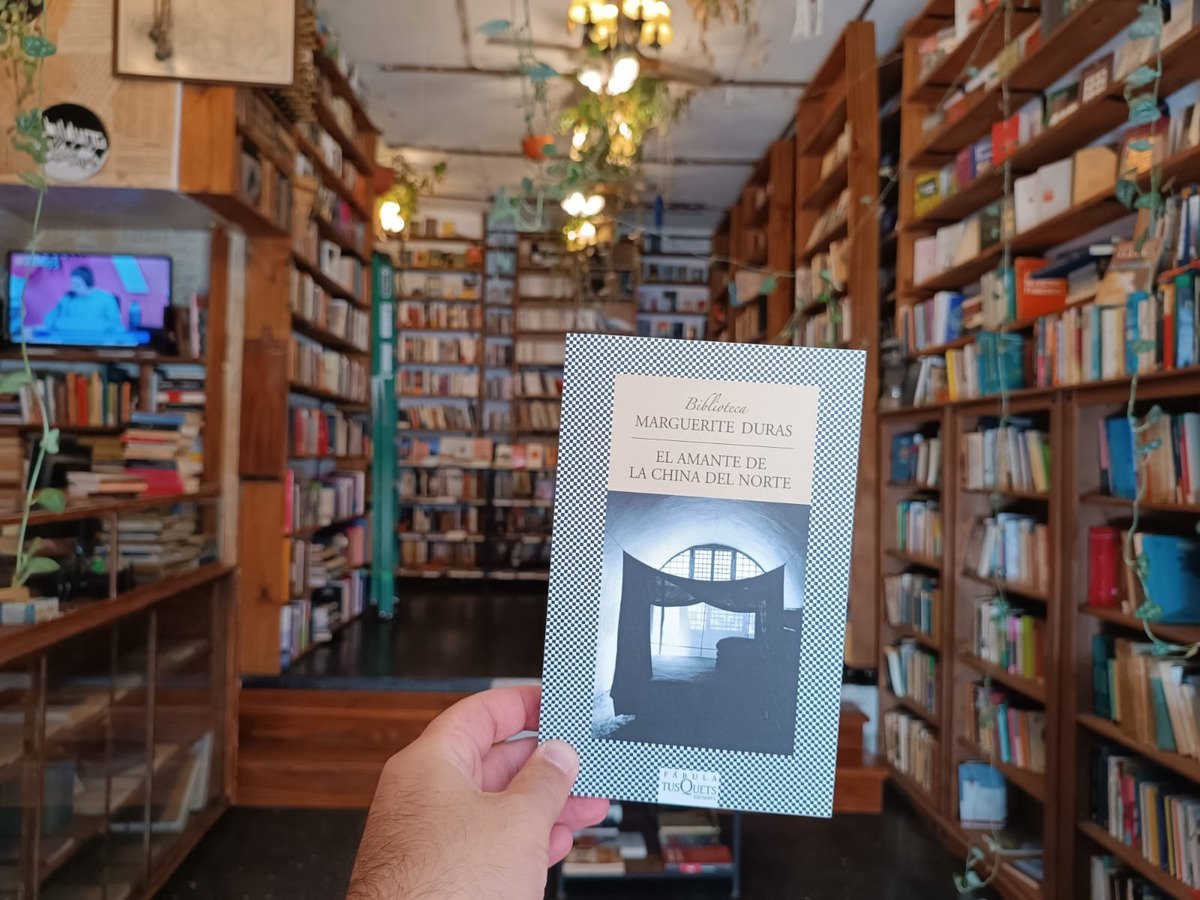 Biblioteca
MARGUERITE DURAS
EL AMANTE DE
LA CHINA DEL NORTE
FÁBULA
TUSQUETS
EDITORES